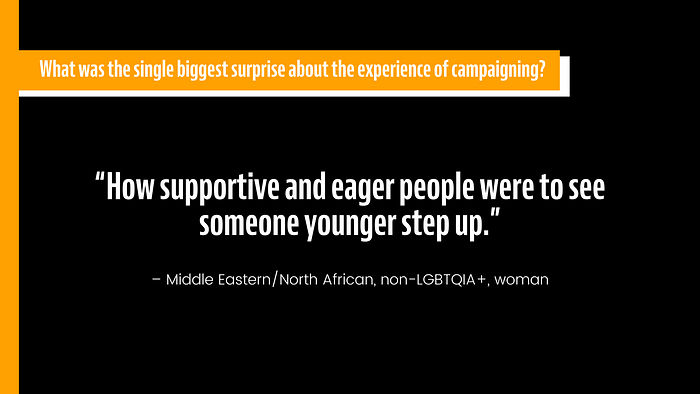 What was the single biggest surprise about the experience of campaigning?
“How supportive and eager people were to see
someone younger step up.”
– Middle Eastern/North African, non-LGBTQIA+, woman